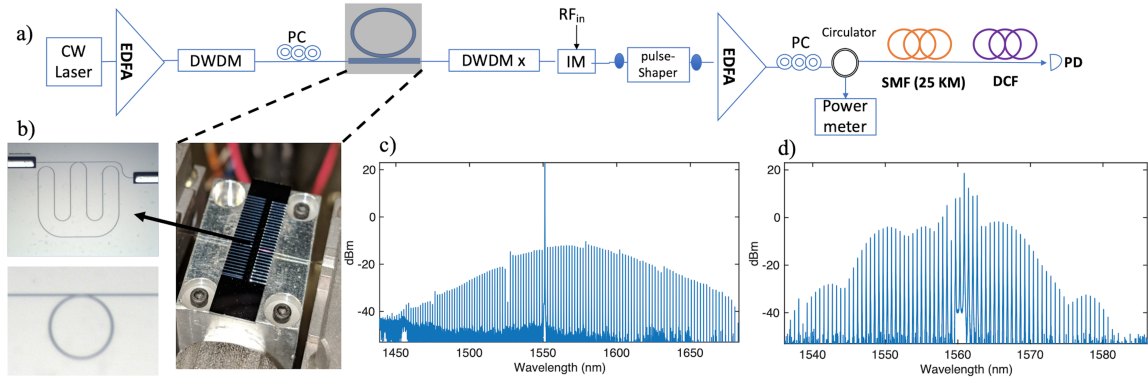 a)
CW
Laser
EDFA
DWDM
PC
DWDM x
RFin
IM
pulse-
Shaper
EDFA
PC
Circulator
Power
meter
SMF (25 KM)
DCF
PD
b)
c)
20
0
-20
-40
dBm
1450
1500
1550
1600
1650
Wavelength (nm)
d)
20
0
-20
-40
dBm
1540
1550
1560
1570
1580
Wavelength (nm)